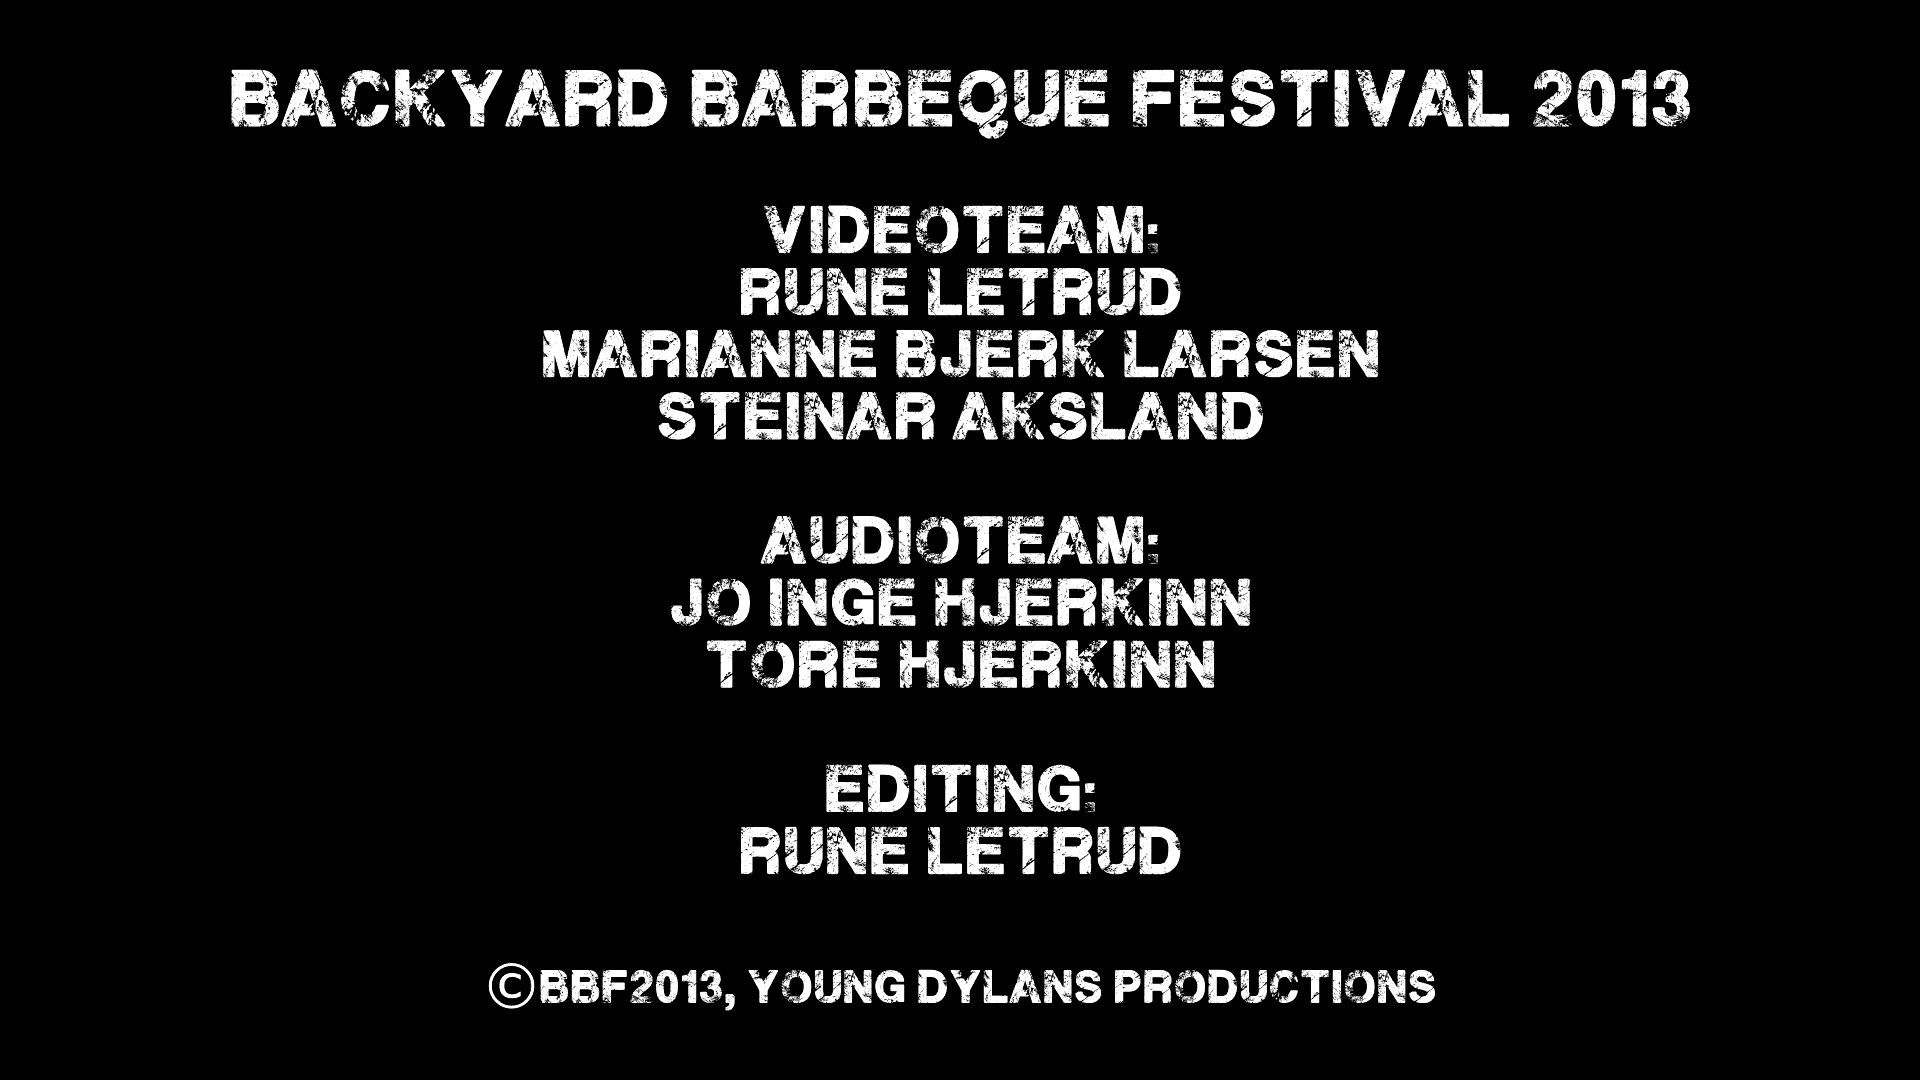 BACKYARD BARBEQUE FESTIVAL 2013
VIDEOTEAM:
RUNE LETRUD
MARIANNE BJERK LARSEN
STEINAR AKSLAND
AUDIOTEAM:
JO INGE HJERKINN
TORE HJERKINN
EDITING:
RUNE LETRUD
©BBF2013, YOUNG DYLANS PRODUCTIONS